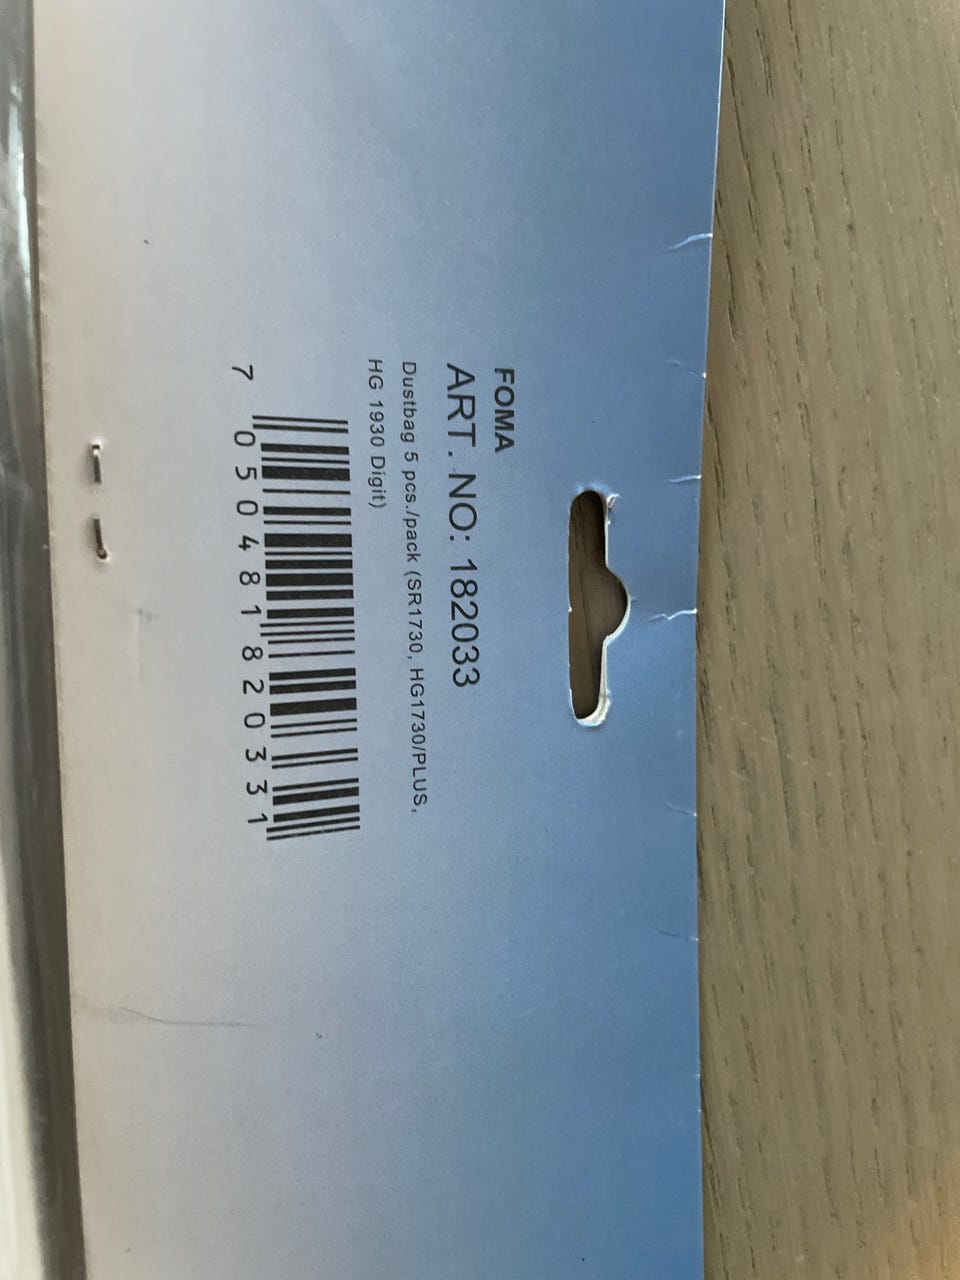 FOMA
ART. NO: 182033
Dustbag 5 pcs./pack (SR1730, HG1730/PLUS,
HG 1930 Digit)
7 050481 820331